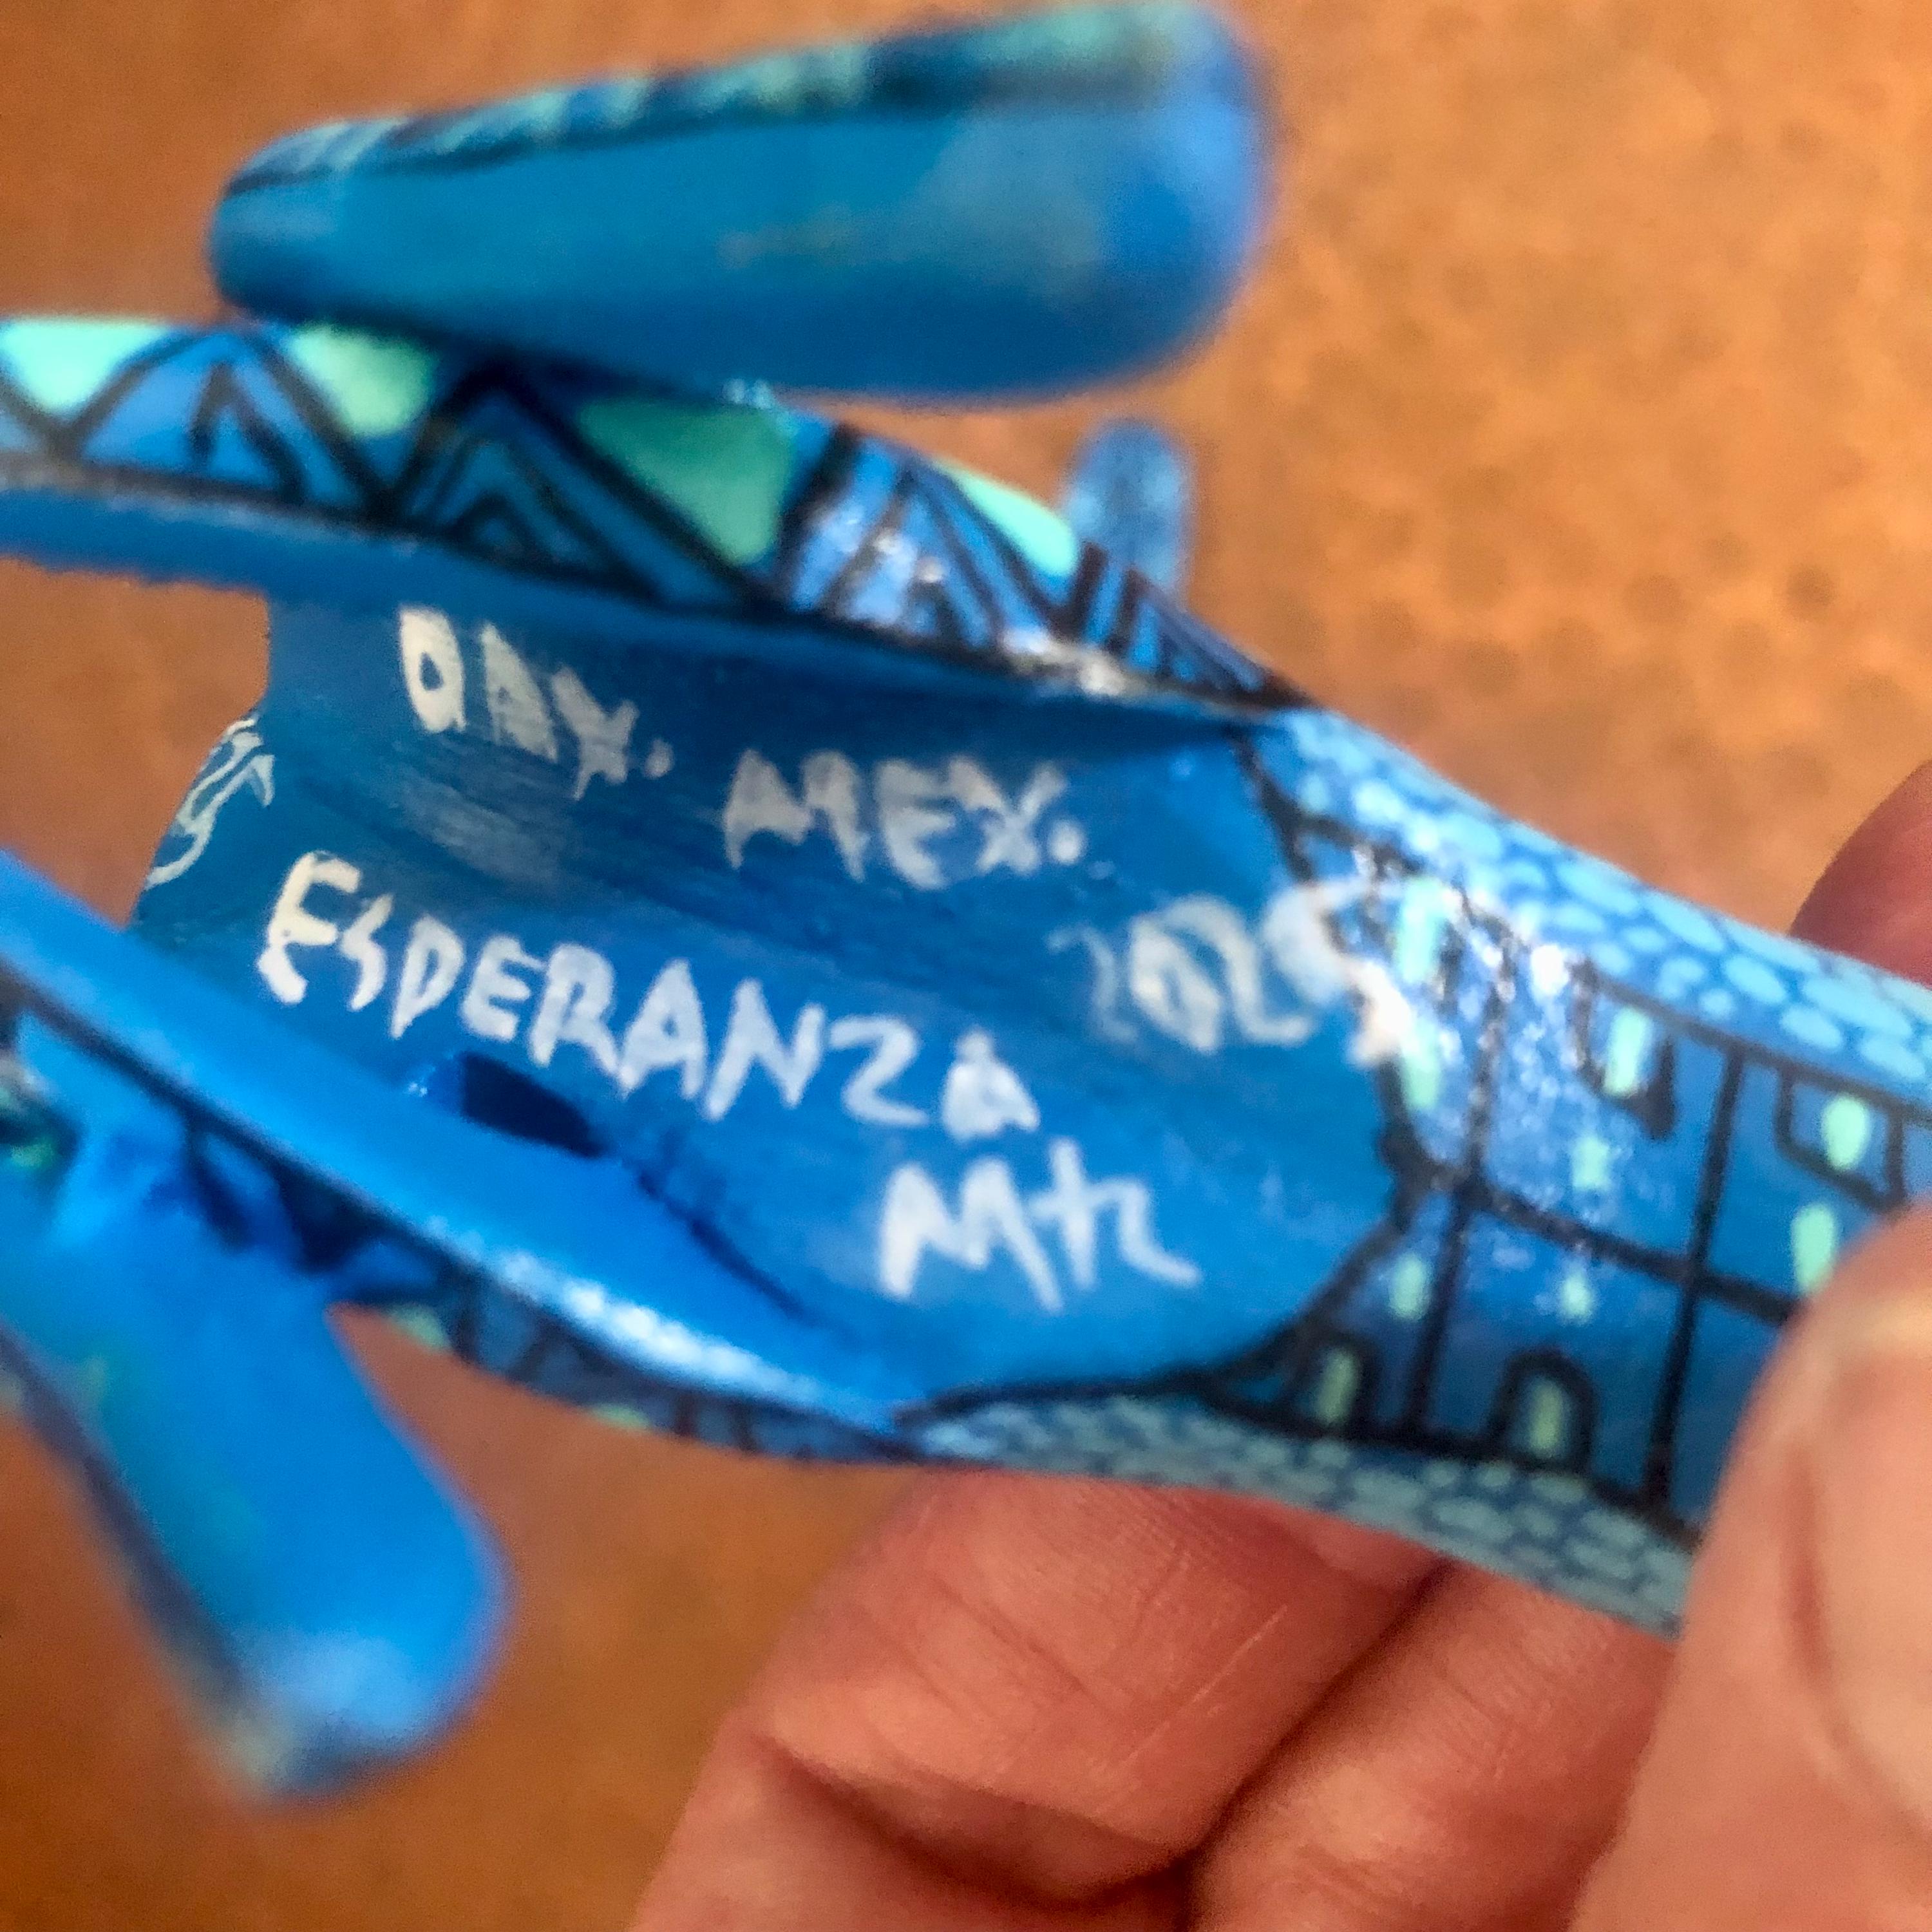 OAX. MEX.
ESPERANZA
Mtz